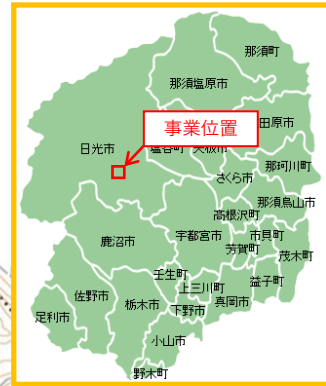 那須町
那須塩原市
事業位置
日光市
田原市
塩谷町
矢板市
那珂川町
さくら市
那須烏山市
高根沢町
鹿沼市
宇都宮市
市貝町
芳賀町
茂木町
壬生町
上三川町
益子町
佐野市
栃木市
下野市
真岡市
足利市
小山市
野木町